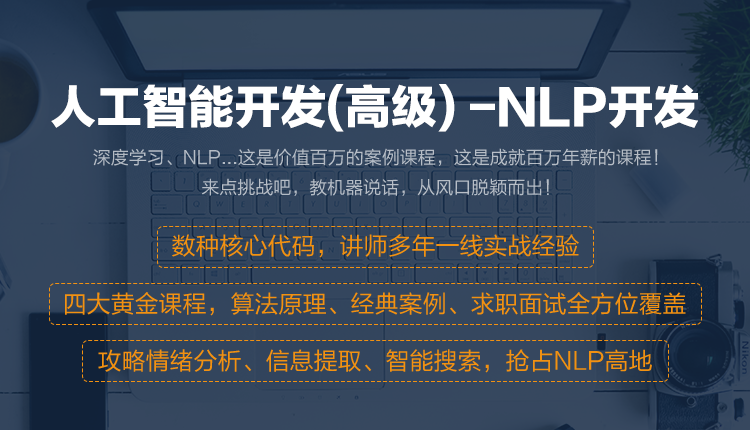 人工智能开发(高级) –NLP开发
深度学习、NLP...这是价值百万的案例课程，这是成就百万年薪的课程！
来点挑战吧，教机器说话，从风口脱颖而出！
数种核心代码，讲师多年一线实战经验
四大黄金课程，算法原理、经典案例、求职面试全方位覆盖
攻略情绪分析、信息提取、智能搜索，抢占NLP高地
Nikon